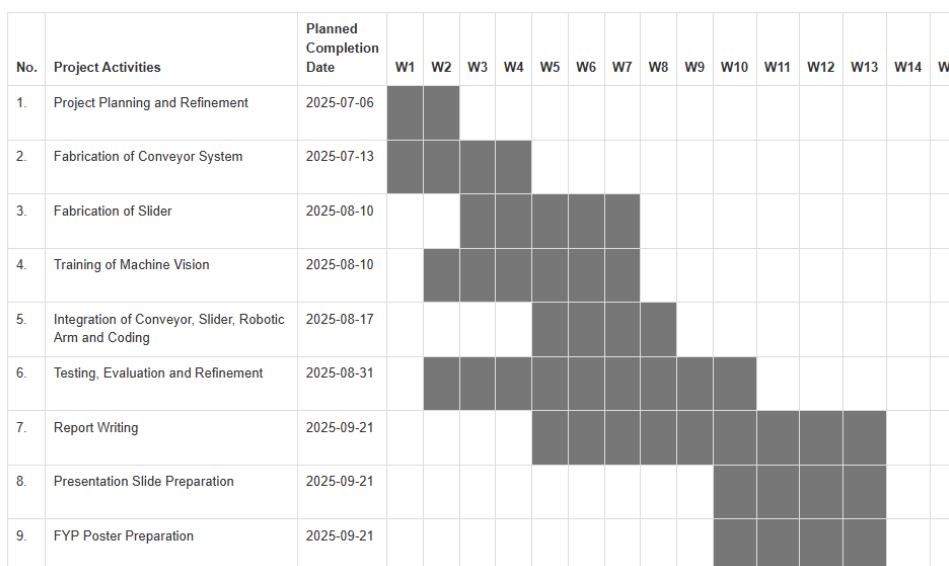 No. Project Activities Planned Completion Date W1 W2 W3 W4 W5 W6 W7 W8 W9 W10 W11 W12 W13 W14 W
1. Project Planning and Refinement 2025-07-06
2. Fabrication of Conveyor System 2025-07-13
3. Fabrication of Slider 2025-08-10
4. Training of Machine Vision 2025-08-10
5. Integration of Conveyor, Slider, Robotic Arm and Coding 2025-08-17
6. Testing, Evaluation and Refinement 2025-08-31
7. Report Writing 2025-09-21
8. Presentation Slide Preparation 2025-09-21
9. FYP Poster Preparation 2025-09-21